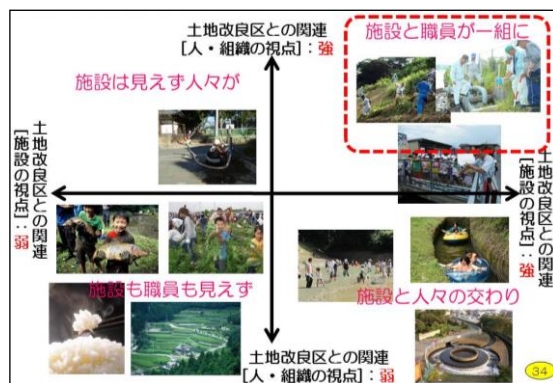 土地改良区との関連
[人・組織の視点]：強
施設と職員が一組に
施設は見えず人々が
土地改良区との関連
[施設の視点]：弱
土地改良区との関連
[施設の視点]：強
施設も職員も見えず
施設と人々の交わり
土地改良区との関連
[人・組織の視点]：弱
34